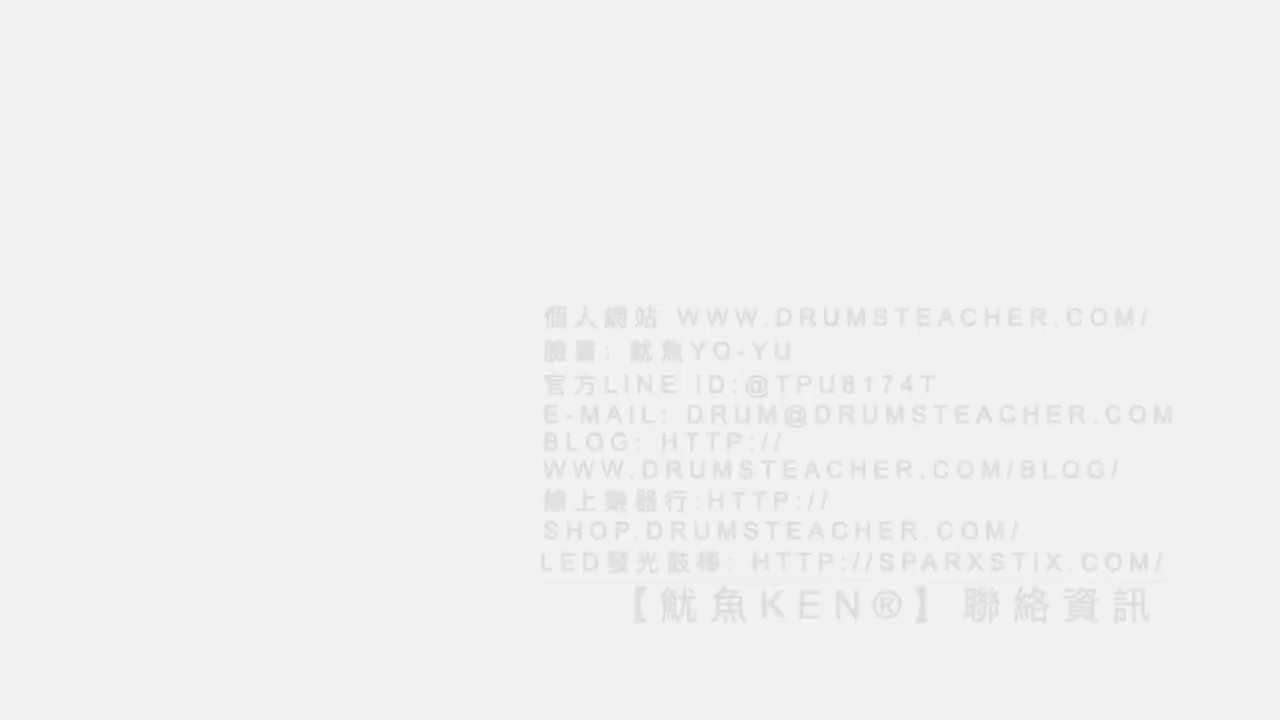 個人網站 WWW.DRUMSTEACHER.COM/
臉書: 魷魚YO-YU
官方LINE ID:@TPU8174T
E-MAIL: DRUM@DRUMSTEACHER.COM
BLOG: HTTP://
WWW.DRUMSTEACHER.COM/BLOG/
線上樂器行:HTTP://
SHOP.DRUMSTEACHER.COM/
LED發光鼓棒: HTTP://SPARXSTIX.COM/
【魷魚KEN®】 聯絡資訊